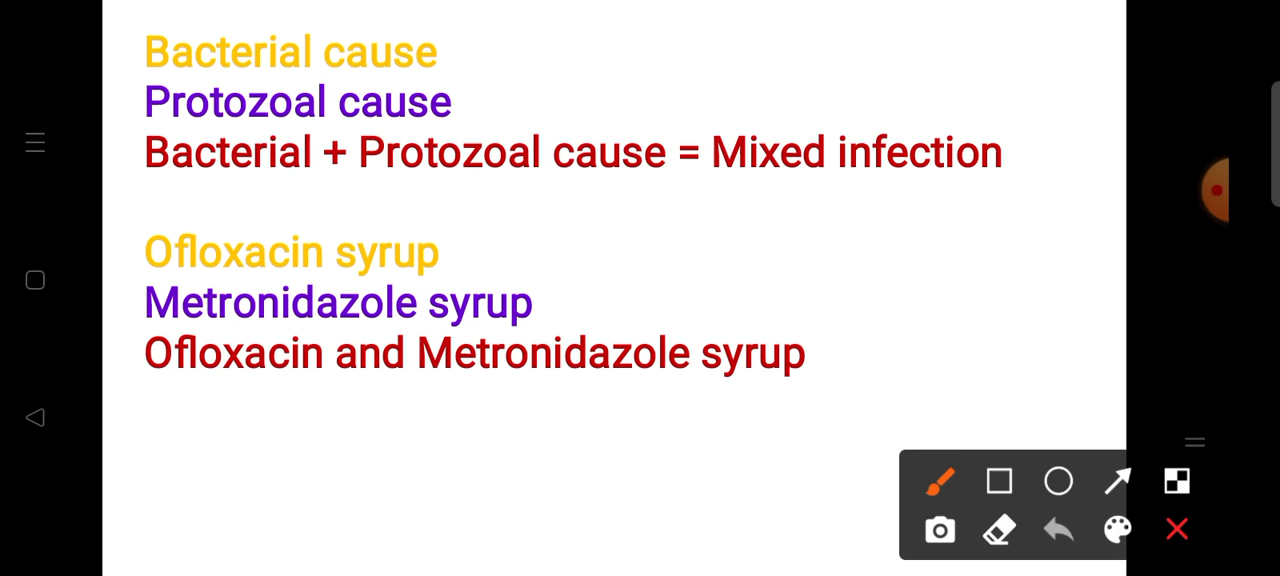 Bacterial cause
Protozoal cause
Bacterial + Protozoal cause = Mixed infection
Ofloxacin syrup
Metronidazole syrup
Ofloxacin and Metronidazole syrup